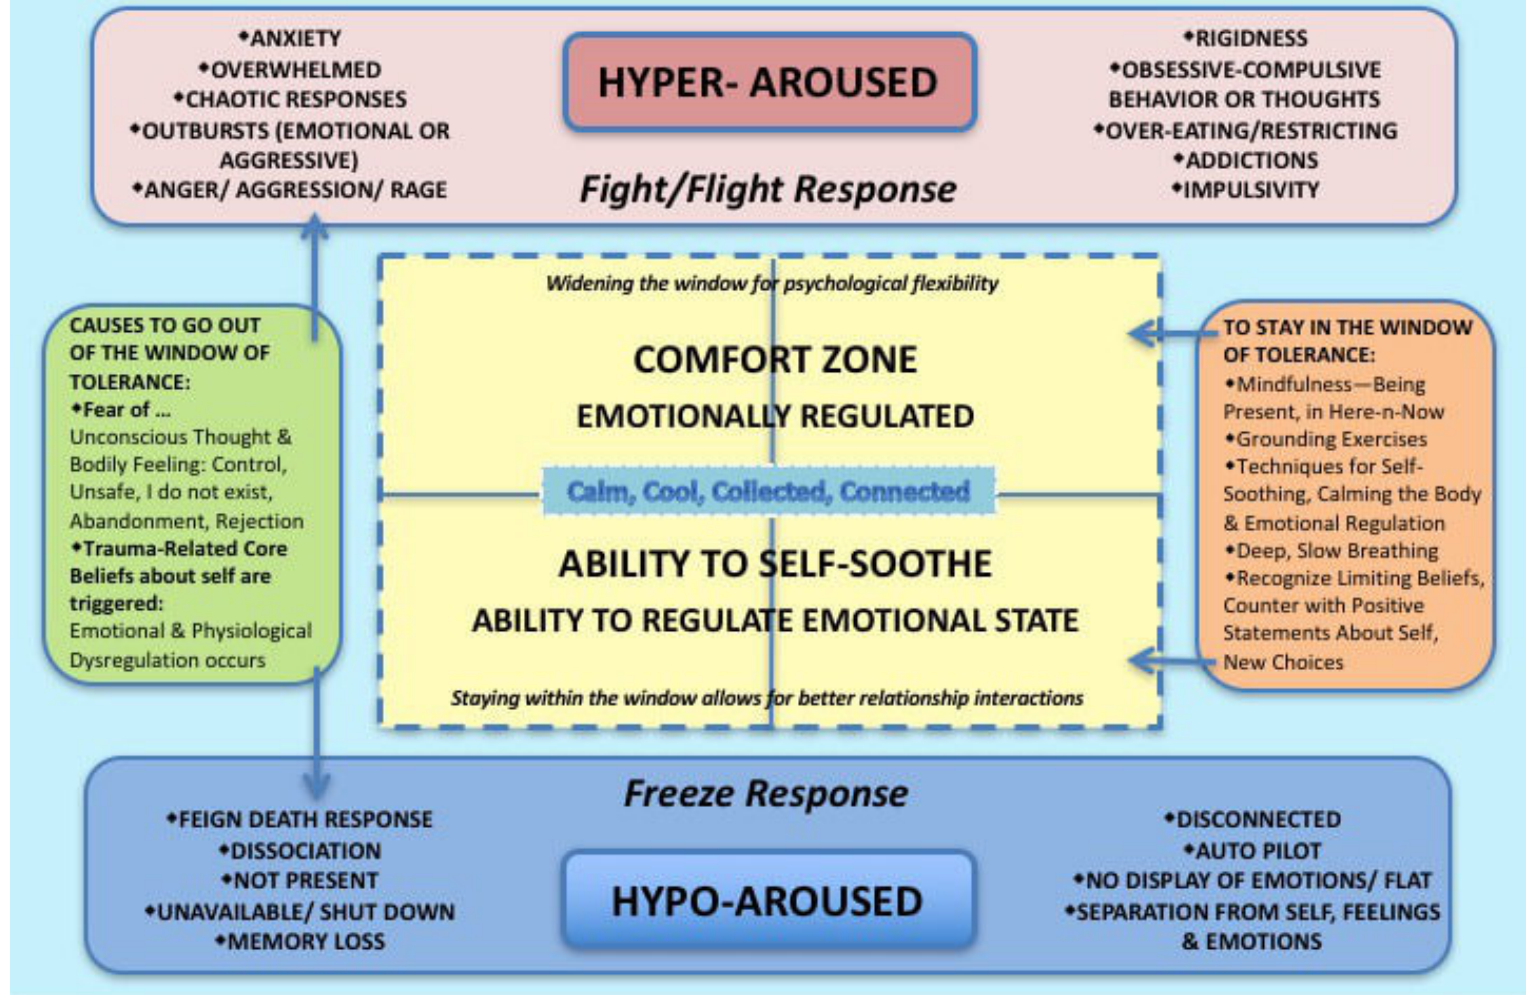 ◆ANXIETY
◆OVERWHELMED
◆CHAOTIC RESPONSES
◆OUTBURSTS (EMOTIONAL OR
AGGRESSIVE)
◆ANGER/ AGGRESSION/ RAGE
HYPER- AROUSED
Fight/Flight Response
◆RIGIDNESS
◆OBSESSIVE-COMPULSIVE
BEHAVIOR OR THOUGHTS
◆OVER-EATING/RESTRICTING
◆ADDICTIONS
◆IMPULSIVITY
CAUSES TO GO OUT
OF THE WINDOW OF
TOLERANCE:
◆Fear of ...
Unconscious Thought &
Bodily Feeling: Control,
Unsafe, I do not exist,
Abandonment, Rejection
◆Trauma-Related Core
Beliefs about self are
triggered:
Emotional & Physiological
Dysregulation occurs
Widening the window for psychological flexibility
COMFORT ZONE
EMOTIONALLY REGULATED
Calm, Cool, Collected, Connected
ABILITY TO SELF-SOOTHE
ABILITY TO REGULATE EMOTIONAL STATE
Staying within the window allows for better relationship interactions
TO STAY IN THE WINDOW
OF TOLERANCE:
◆Mindfulness—Being
Present, in Here-n-Now
◆Grounding Exercises
◆Techniques for Self-
Soothing, Calming the Body
& Emotional Regulation
◆Deep, Slow Breathing
◆Recognize Limiting Beliefs,
Counter with Positive
Statements About Self,
New Choices
Freeze Response
HYPO-AROUSED
◆FEIGN DEATH RESPONSE
◆DISSOCIATION
◆NOT PRESENT
◆UNAVAILABLE/ SHUT DOWN
◆MEMORY LOSS
◆DISCONNECTED
◆AUTO PILOT
◆NO DISPLAY OF EMOTIONS/ FLAT
◆SEPARATION FROM SELF, FEELINGS
& EMOTIONS